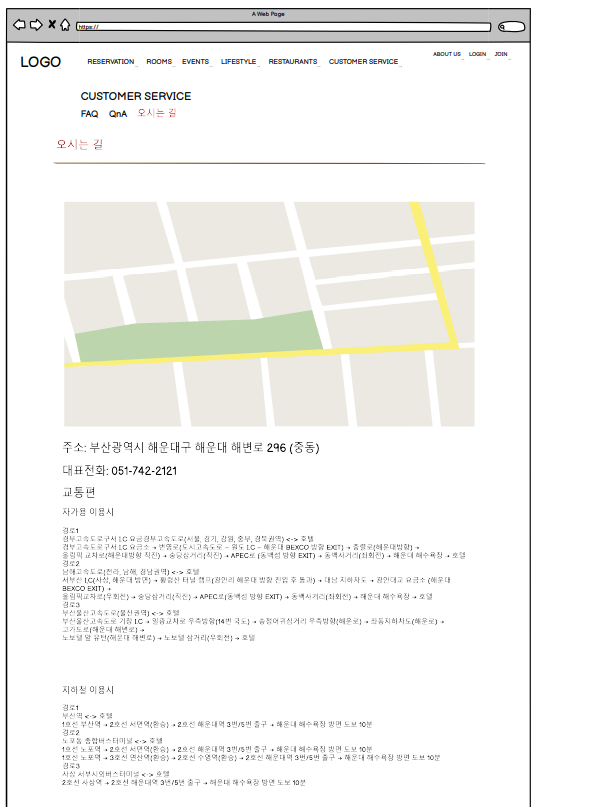 A Web Page
https://
ABOUT US LOGIN JOIN
LOGO RESERVATION ROOMS EVENTS LIFESTYLE RESTAURANTS CUSTOMER SERVICE
CUSTOMER SERVICE
FAQ QnA 오시는 길
오시는 길
주소: 부산광역시 해운대구 해운대 해변로 296 (중동)
대표전화: 051-742-2121
교통편
자가용 이용시
경로1
경부고속도로구서 I.C 요금경부고속도로(서울, 경기, 강원, 충부, 경북권역) <-> 호텔
경부고속도로구서 I.C 요금소 → 번영로(도시고속도로 - 원도 I.C - 해운대 BEXCO 방향 EXIT) → 충렬로(해운대방향) →
올림픽 교차로(해운대방향 직진) → 송당삼거리(직진) → APEC로 (동백섬 방향 EXIT) → 동백사거리(좌회전) → 해운대 해수욕장 → 호텔
경로2
남해고속도로(전라, 남해, 경남권역) <-> 호텔
서부산 I.C(사상, 해운대 방면) → 황령산 터널 램프(광안리 해운대 방향 진입 후 통과) → 대남 지하차도 → 광안대교 요금소 (해운대
BEXCO EXIT) →
올림픽교차로(우회전) → 송당삼거리(직진) → APEC로(동백섬 방향 EXIT) → 동백사거리(좌회전) → 해운대 해수욕장 → 호텔
경로3
부산울산고속도로(울산권역) <-> 호텔
부산울산고속도로 기장 I.C → 일광교차로 우측방향(14번 국도) → 송정어귀삼거리 우측방향(해운로) → 좌동지하차도(해운로) →
고가도로(해운대 해변로) →
노보텔 앞 유턴(해운대 해변로) → 노보텔 삼거리(우회전) → 호텔
지하철 이용시
경로1
부산역 <-> 호텔
1호선 부산역 → 2호선 서면역(환승) → 2호선 해운대역 3번/5번 출구 → 해운대 해수욕장 방면 도보 10분
경로2
노포동 종합버스터미널 <-> 호텔
1호선 노포역 → 2호선 서면역(환승) → 2호선 해운대역 3번/5번 출구 → 해운대 해수욕장 방면 도보 10분
1호선 노포역 → 3호선 연산역(환승) → 2호선 수영역(환승) → 2호선 해운대역 3번/5번 출구 → 해운대 해수욕장 방면 도보 10분
경로3
사상 서부시외버스터미널 <-> 호텔
2호선 사상역 → 2호선 해운대역 3번/5번 출구 → 해운대 해수욕장 방면 도보 10분